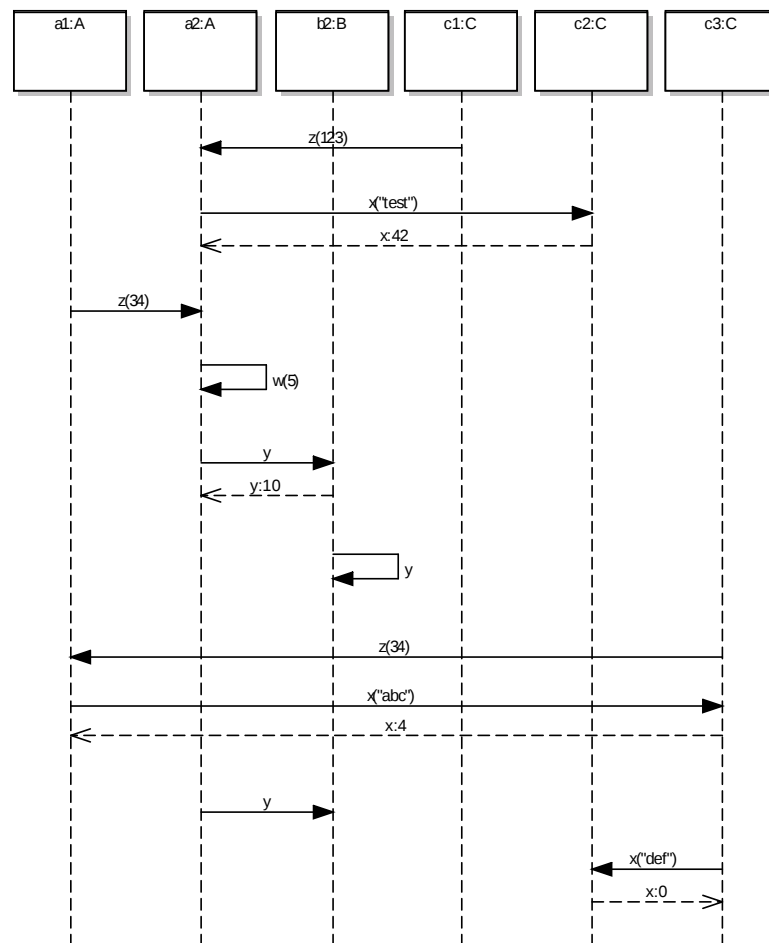 a1:A
a2:A
b2:B
c1:C
c2:C
c3:C
z(123)
x("test")
x:42
z(34)
w(5)
y
y:10
y
z(34)
x("abc")
x:4
y
x("def")
x:0